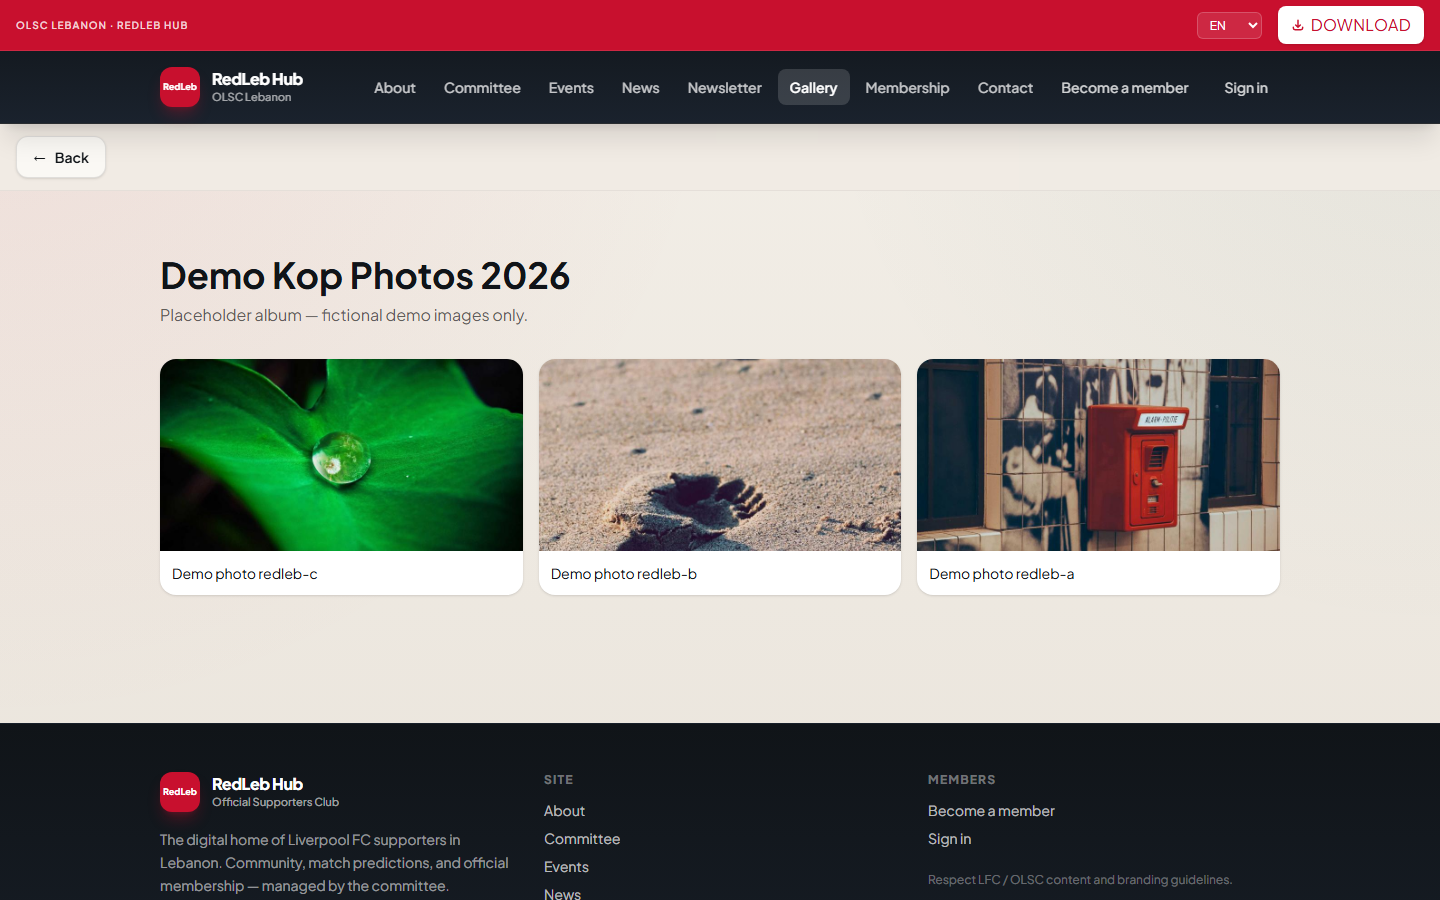 OLSC LEBANON · REDLEB HUB
EN
DOWNLOAD
RedLeb
RedLeb Hub
OLSC Lebanon
About
Committee
Events
News
Newsletter
Gallery
Membership
Contact
Become a member
Sign in
← Back
Demo Kop Photos 2026
Placeholder album — fictional demo images only.
ALARM-POLITIE
Demo photo redleb-c
Demo photo redleb-b
Demo photo redleb-a
RedLeb
RedLeb Hub
Official Supporters Club
The digital home of Liverpool FC supporters in
Lebanon. Community, match predictions, and official
membership — managed by the committee.
SITE
About
Committee
Events
News
MEMBERS
Become a member
Sign in
Respect LFC / OLSC content and branding guidelines.